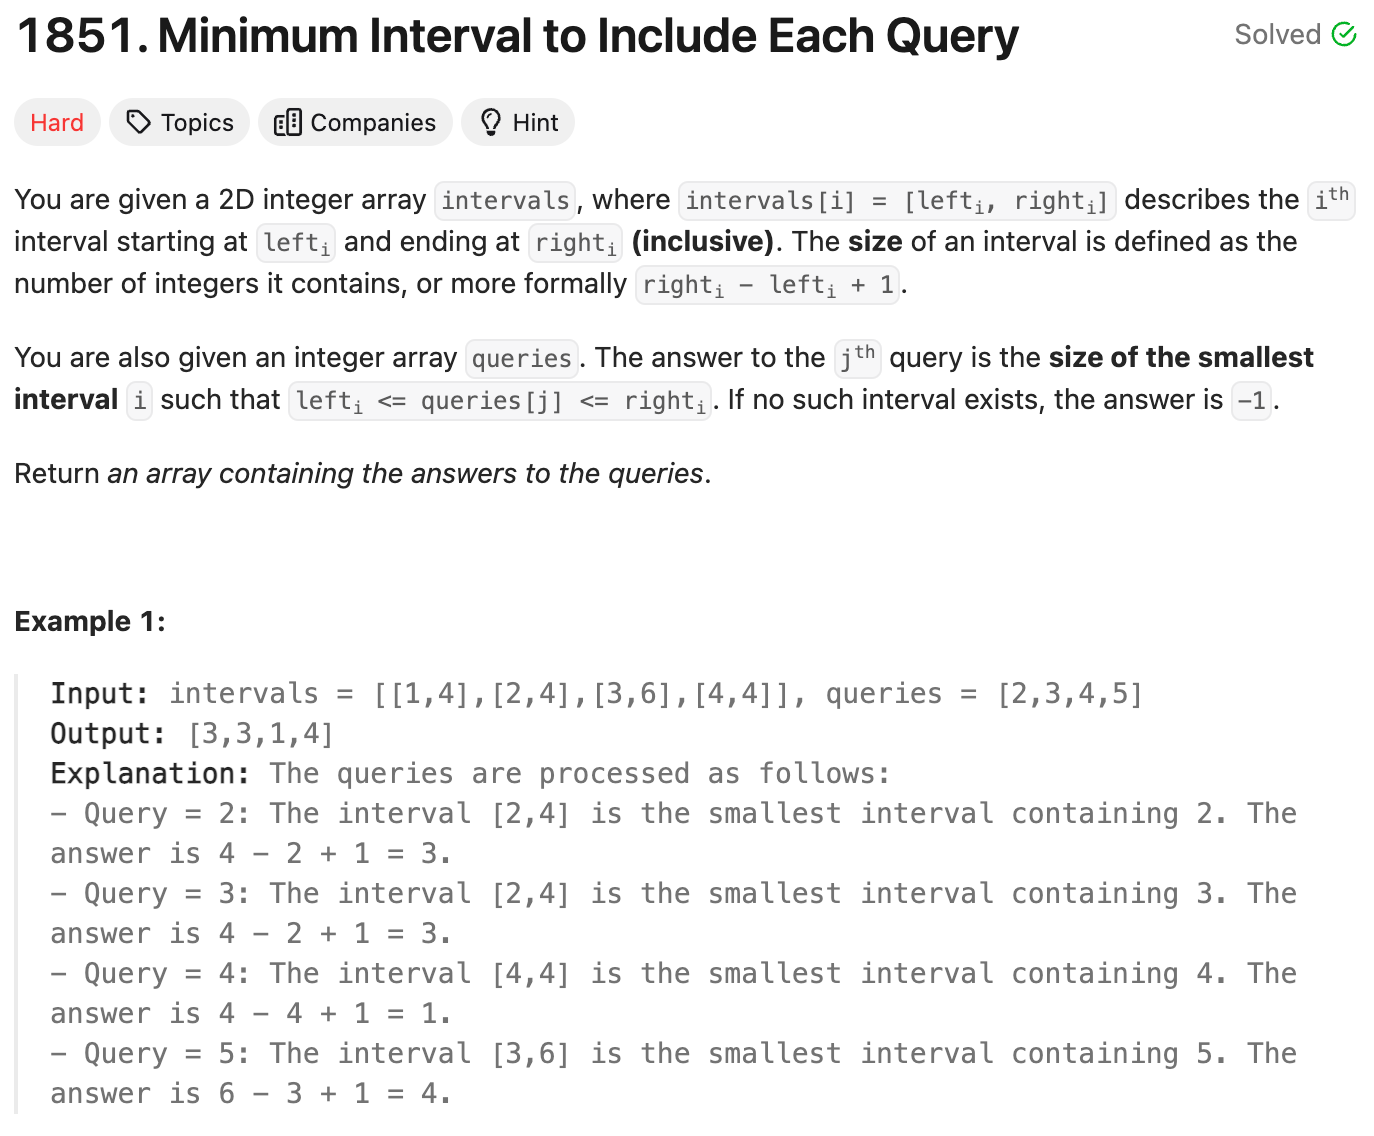 1851. Minimum Interval to Include Each Query
Solved
Hard Topics Companies Hint
You are given a 2D integer array intervals, where intervals[i] = [leftᵢ, rightᵢ] describes the iᵗʰ
interval starting at leftᵢ and ending at rightᵢ (inclusive). The size of an interval is defined as the
number of integers it contains, or more formally rightᵢ − leftᵢ + 1.
You are also given an integer array queries. The answer to the jᵗʰ query is the size of the smallest
interval i such that leftᵢ <= queries[j] <= rightᵢ. If no such interval exists, the answer is -1.
Return an array containing the answers to the queries.
Example 1:
Input: intervals = [[1,4],[2,4],[3,6],[4,4]], queries = [2,3,4,5]
Output: [3,3,1,4]
Explanation: The queries are processed as follows:
- Query = 2: The interval [2,4] is the smallest interval containing 2. The
answer is 4 - 2 + 1 = 3.
- Query = 3: The interval [2,4] is the smallest interval containing 3. The
answer is 4 - 2 + 1 = 3.
- Query = 4: The interval [4,4] is the smallest interval containing 4. The
answer is 4 - 4 + 1 = 1.
- Query = 5: The interval [3,6] is the smallest interval containing 5. The
answer is 6 - 3 + 1 = 4.